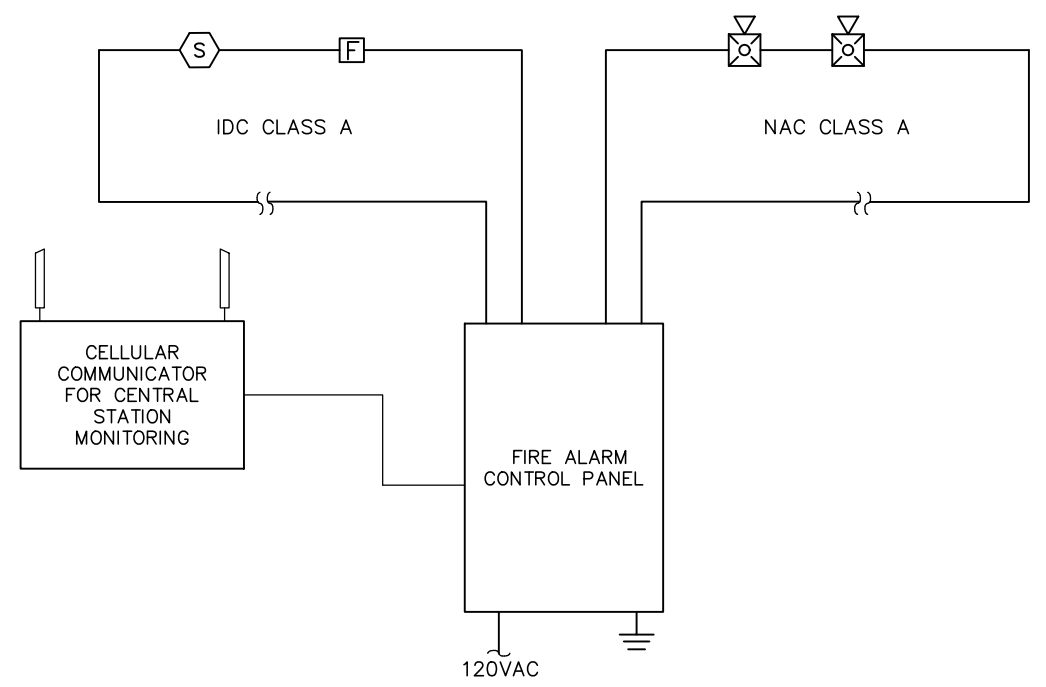 S
F
IDC CLASS A
NAC CLASS A
CELLULAR
COMMUNICATOR
FOR CENTRAL
STATION
MONITORING
FIRE ALARM
CONTROL PANEL
120VAC